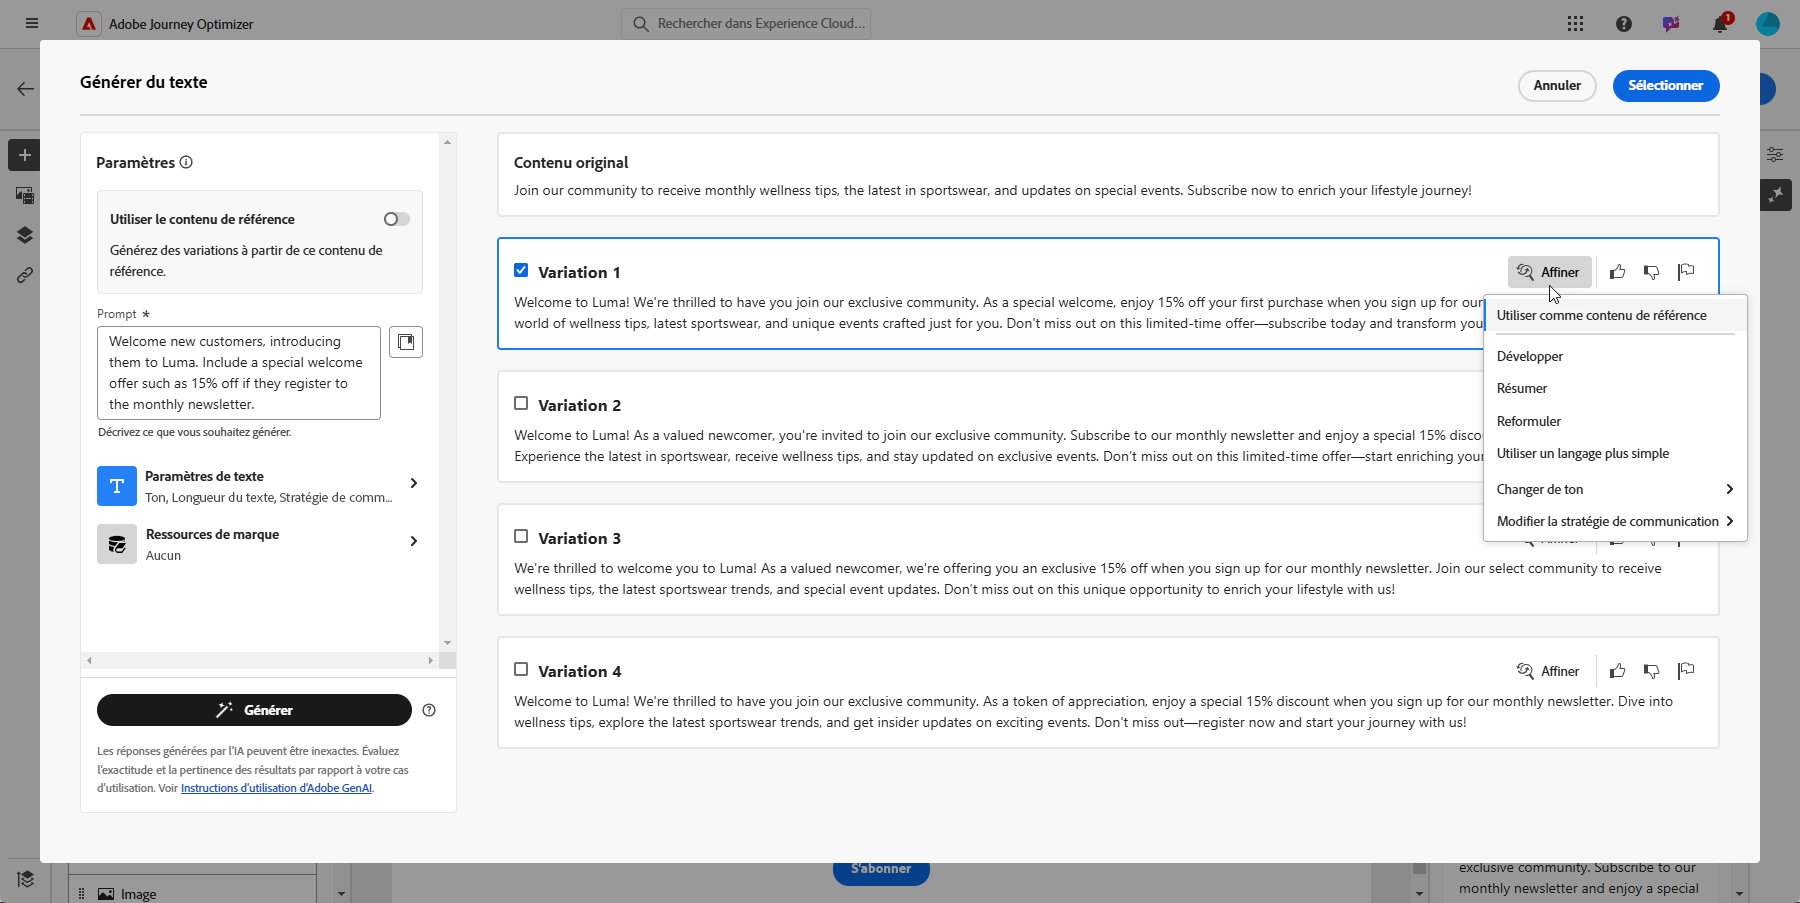 Adobe Journey Optimizer
Rechercher dans Experience Cloud...
1
Générer du texte
Annuler
Sélectionner
Paramètres
Utiliser le contenu de référence
Générez des variations à partir de ce contenu de
référence.
Prompt *
Welcome new customers, introducing
them to Luma. Include a special welcome
offer such as 15% off if they register to
the monthly newsletter.
Décrivez ce que vous souhaitez générer.
Paramètres de texte
Ton, Longueur du texte, Stratégie de comm...
Ressources de marque
Aucun
Générer
Les réponses générées par l'IA peuvent être inexactes. Évaluez
l'exactitude et la pertinence des résultats par rapport à votre cas
d'utilisation. Voir Instructions d'utilisation d'Adobe GenAI.
Contenu original
Join our community to receive monthly wellness tips, the latest in sportswear, and updates on special events. Subscribe now to enrich your lifestyle journey!
Variation 1
Affiner
Welcome to Luma! We're thrilled to have you join our exclusive community. As a special welcome, enjoy 15% off your first purchase when you sign up for our
world of wellness tips, latest sportswear, and unique events crafted just for you. Don't miss out on this limited-time offer—subscribe today and transform you
Utiliser comme contenu de référence
Développer
Résumer
Reformuler
Utiliser un langage plus simple
Changer de ton
Modifier la stratégie de communication
Variation 2
Welcome to Luma! As a valued newcomer, you're invited to join our exclusive community. Subscribe to our monthly newsletter and enjoy a special 15% disco
Experience the latest in sportswear, receive wellness tips, and stay updated on exclusive events. Don't miss out on this limited-time offer—start enriching your
Variation 3
We're thrilled to welcome you to Luma! As a valued newcomer, we're offering you an exclusive 15% off when you sign up for our monthly newsletter. Join our select community to receive
wellness tips, the latest sportswear trends, and special event updates. Don't miss out on this unique opportunity to enrich your lifestyle with us!
Variation 4
Affiner
Welcome to Luma! We're thrilled to have you join our exclusive community. As a token of appreciation, enjoy a special 15% discount when you sign up for our monthly newsletter. Dive into
wellness tips, explore the latest sportswear trends, and get insider updates on exciting events. Don't miss out—register now and start your journey with us!
Image
S'abonner
exclusive community. Subscribe to our
monthly newsletter and enjoy a special